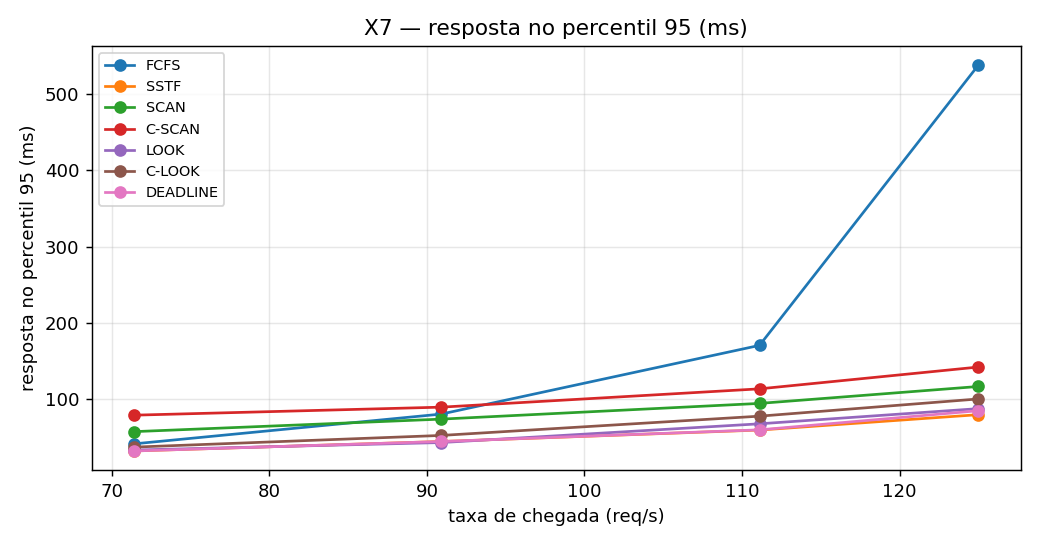 X7 — resposta no percentil 95 (ms)
FCFS
SSTF
SCAN
C-SCAN
LOOK
C-LOOK
DEADLINE
resposta no percentil 95 (ms)
500
400
300
200
100
70 80 90 100 110 120
taxa de chegada (req/s)